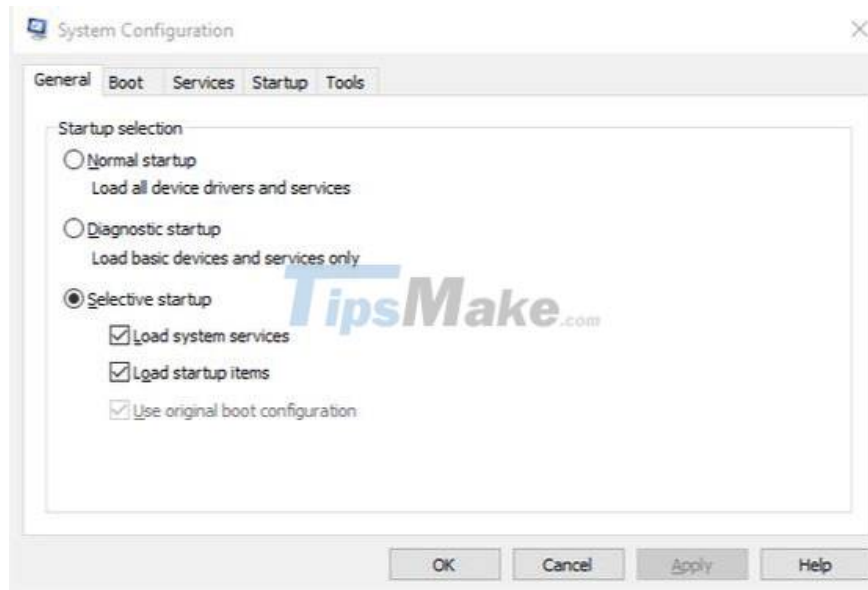 System Configuration
General Boot Services Startup Tools
Startup selection
Normal startup
Load all device drivers and services
Diagnostic startup
Load basic devices and services only
Selective startup
TipsMake.com
Load system services
Load startup items
Use original boot configuration
OK Cancel Apply Help